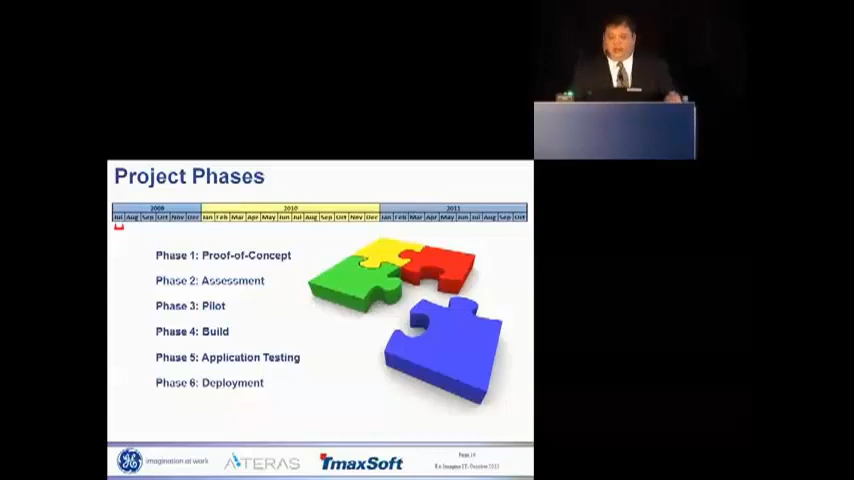 Project Phases
2009 2010 2011
Jul Aug Sep Oct Nov Dec Jan Feb Mar Apr May Jun Jul Aug Sep Oct Nov Dec Jan Feb Mar Apr May Jun Jul Aug Sep Oct
Phase 1: Proof-of-Concept
Phase 2: Assessment
Phase 3: Pilot
Phase 4: Build
Phase 5: Application Testing
Phase 6: Deployment
GE imagination at work ATERAS TmaxSoft